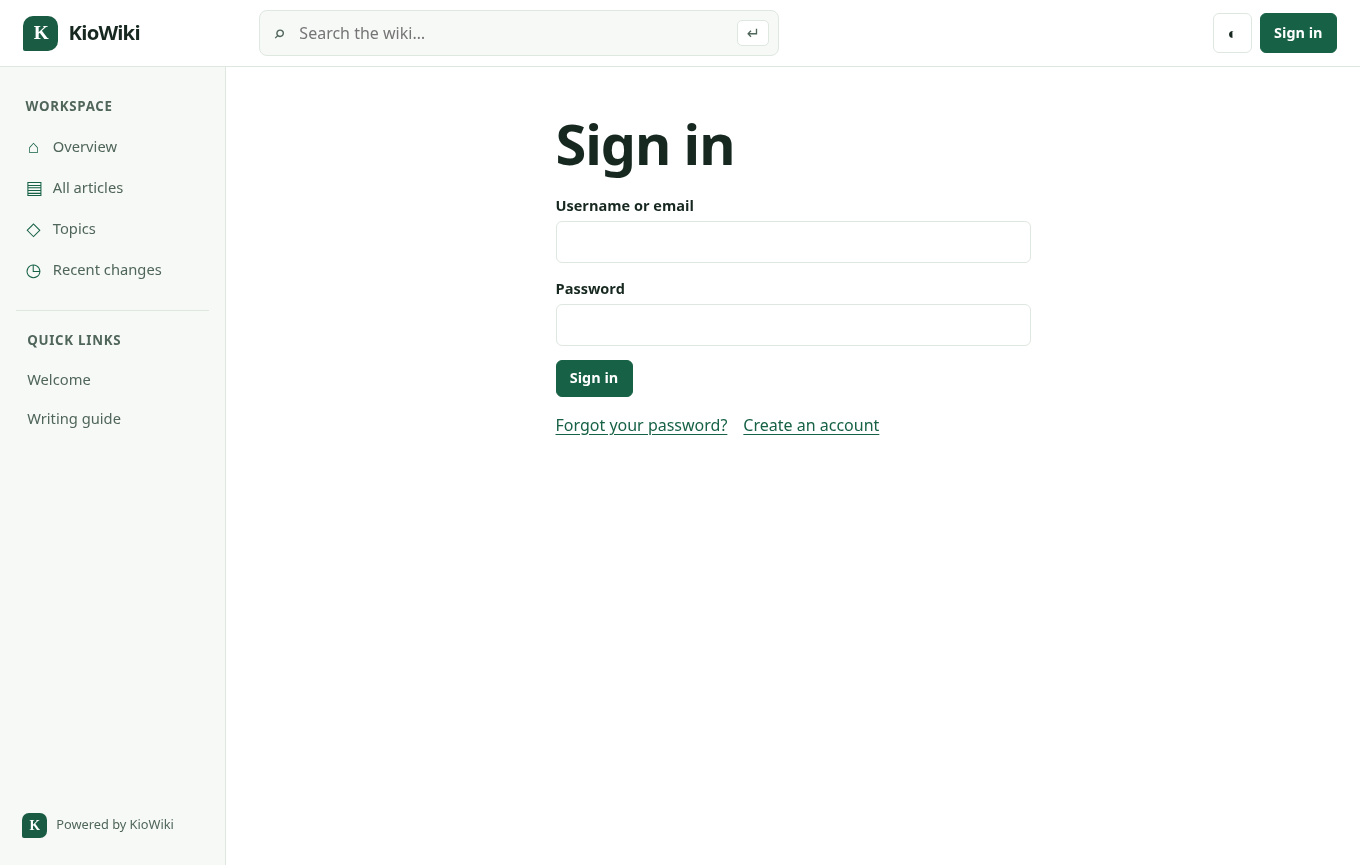 K KioWiki
Search the wiki...
Sign in
WORKSPACE
Overview
All articles
Topics
Recent changes
QUICK LINKS
Welcome
Writing guide
K Powered by KioWiki
Sign in
Username or email
Password
Sign in
Forgot your password? Create an account